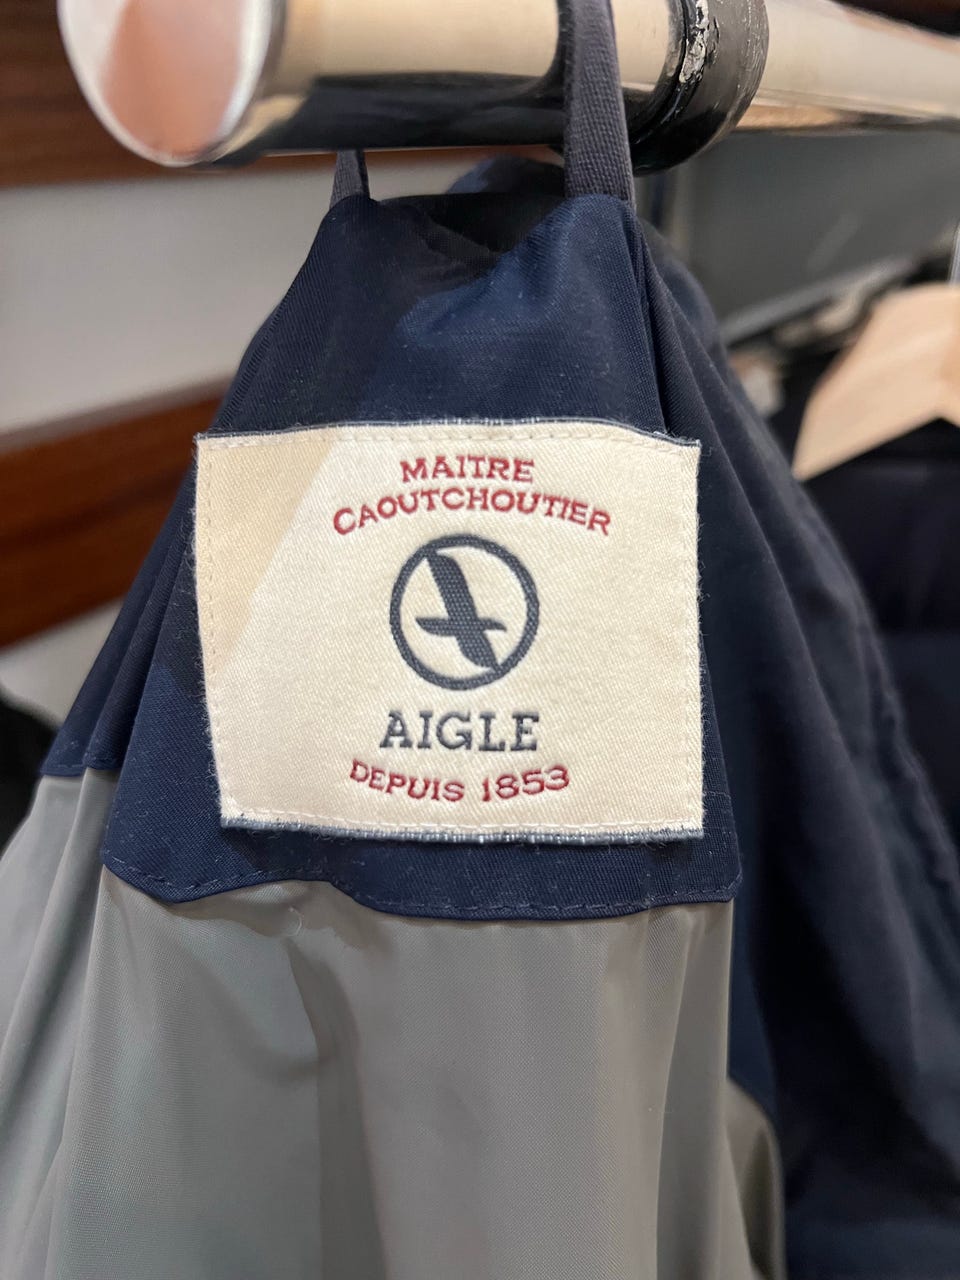 MAITRE
CAOUTCHOUTIER
AIGLE
DEPUIS 1853